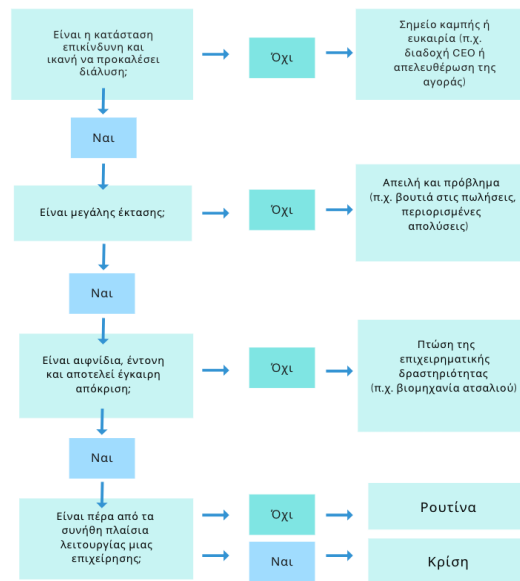 Είναι η κατάσταση
επικίνδυνη και
ικανή να προκαλέσει
διάλυση;
Όχι
Σημείο καμπής ή
ευκαιρία (π.χ.
διαδοχή CEO ή
απελευθέρωση της
αγοράς)
Ναι
Είναι μεγάλης έκτασης;
Όχι
Απειλή και πρόβλημα
(π.χ. βουτιά στις πωλήσεις,
περιορισμένες
απολύσεις)
Ναι
Είναι αιφνίδια, έντονη
και αποτελεί έγκαιρη
απόκριση;
Όχι
Πτώση της
επιχειρηματικής
δραστηριότητας
(π.χ. βιομηχανία ατσαλιού)
Ναι
Είναι πέρα από τα
συνήθη πλαίσια
λειτουργίας μιας
επιχείρησης;
Όχι
Ρουτίνα
Ναι
Κρίση